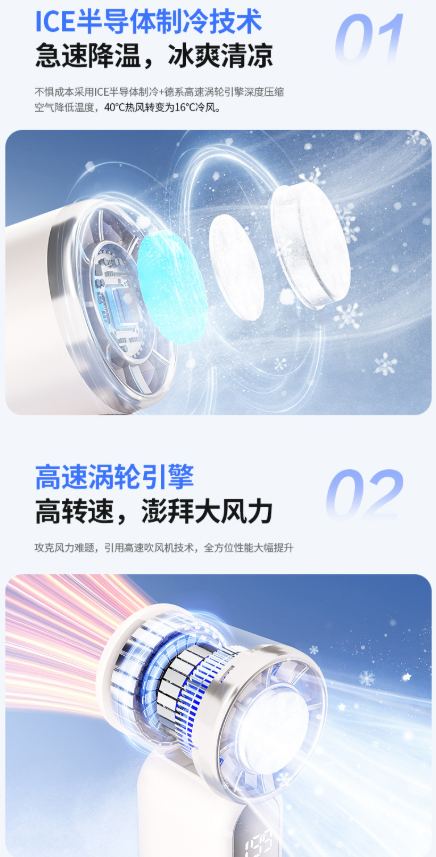 ICE半导体制冷技术
01
急速降温，冰爽清凉
不惧成本采用ICE半导体制冷+德系高速涡轮引擎深度压缩
空气降低温度，40℃热风转变为16℃冷风。
高速涡轮引擎
02
高转速，澎拜大风力
攻克风力难题，引用高速吹风机技术，全方位性能大幅提升